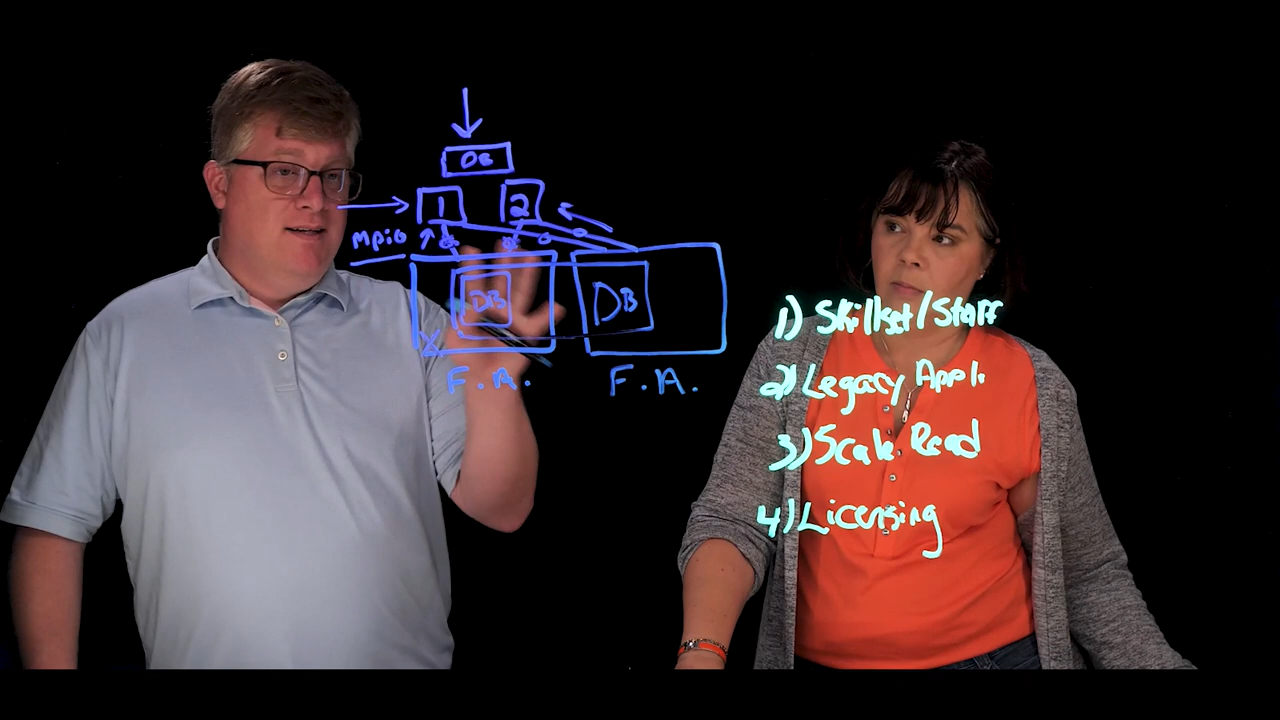 DB
1 2
MPIO
DB DB
F.A. F.A.
1) Skillset/Staff
2) Legacy Appl.
3) Scale Read
4) Licensing